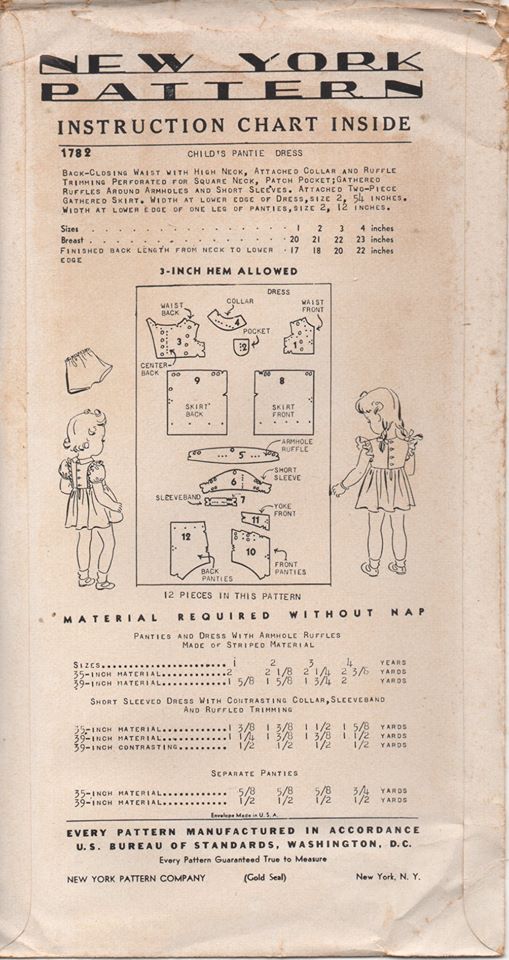 NEW YORK
PATTERN
INSTRUCTION CHART INSIDE
1782 CHILD'S PANTIE DRESS
BACK-CLOSING WAIST WITH HIGH NECK, ATTACHED COLLAR AND RUFFLE
TRIMMING PERFORATED FOR SQUARE NECK, PATCH POCKET; GATHERED
RUFFLES AROUND ARMHOLES AND SHORT SLEEVES. ATTACHED TWO-PIECE
GATHERED SKIRT. WIDTH AT LOWER EDGE OF DRESS, SIZE 2, 54 INCHES.
WIDTH AT LOWER EDGE OF ONE LEG OF PANTIES, SIZE 2, 12 INCHES.
Sizes 1 2 3 4 inches
Breast 20 21 22 23 inches
FINISHED BACK LENGTH FROM NECK TO LOWER 17 18 20 22 inches
EDGE
3-INCH HEM ALLOWED
DRESS
WAIST BACK
COLLAR
WAIST FRONT
4
3
POCKET
2
1
CENTER BACK
9
8
SKIRT BACK
SKIRT FRONT
ARMHOLE RUFFLE
5
SHORT SLEEVE
6
SLEEVEBAND
7
YOKE FRONT
11
12
10
BACK PANTIES
FRONT PANTIES
12 PIECES IN THIS PATTERN
MATERIAL REQUIRED WITHOUT NAP
PANTIES AND DRESS WITH ARMHOLE RUFFLES
MADE OF STRIPED MATERIAL
SIZES 1 2 3 4 YEARS
35-INCH MATERIAL 2 2 1/8 2 1/4 2 3/8 YARDS
39-INCH MATERIAL 1 5/8 1 5/8 1 3/4 2 YARDS
SHORT SLEEVED DRESS WITH CONTRASTING COLLAR, SLEEVEBAND
AND RUFFLED TRIMMING
35-INCH MATERIAL 1 3/8 1 3/8 1 1/2 1 5/8 YARDS
39-INCH MATERIAL 1 1/4 1 3/8 1 3/8 1 1/2 YARDS
39-INCH CONTRASTING 1/2 1/2 1/2 1/2 YARDS
SEPARATE PANTIES
35-INCH MATERIAL 5/8 5/8 5/8 3/4 YARDS
39-INCH MATERIAL 1/2 1/2 1/2 1/2 YARDS
Envelope Made in U.S.A.
EVERY PATTERN MANUFACTURED IN ACCORDANCE
U.S. BUREAU OF STANDARDS, WASHINGTON, D.C.
Every Pattern Guaranteed True to Measure
NEW YORK PATTERN COMPANY (Gold Seal) New York, N. Y.